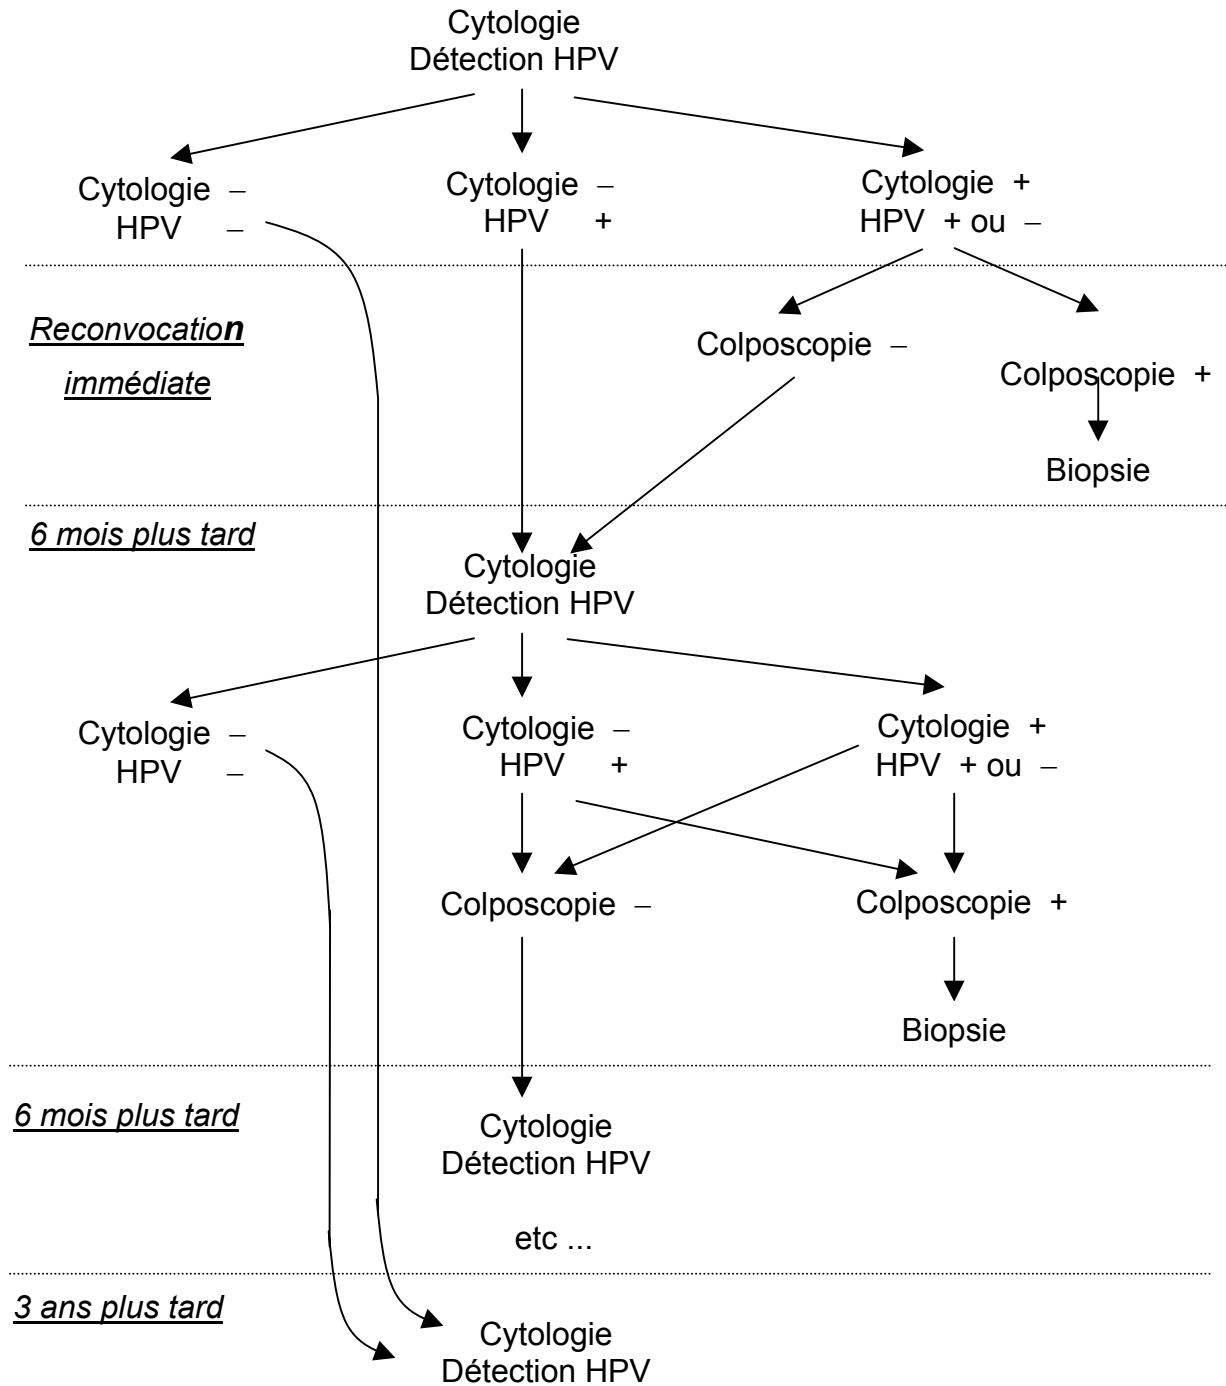 Cytologie
Détection HPV
Cytologie –
HPV –
Cytologie –
HPV +
Cytologie +
HPV + ou –
Reconvocation
immédiate
Colposcopie –
Colposcopie +
Biopsie
6 mois plus tard
Cytologie
Détection HPV
Cytologie –
HPV –
Cytologie –
HPV +
Cytologie +
HPV + ou –
Colposcopie –
Colposcopie +
Biopsie
6 mois plus tard
Cytologie
Détection HPV
etc ...
3 ans plus tard
Cytologie
Détection HPV